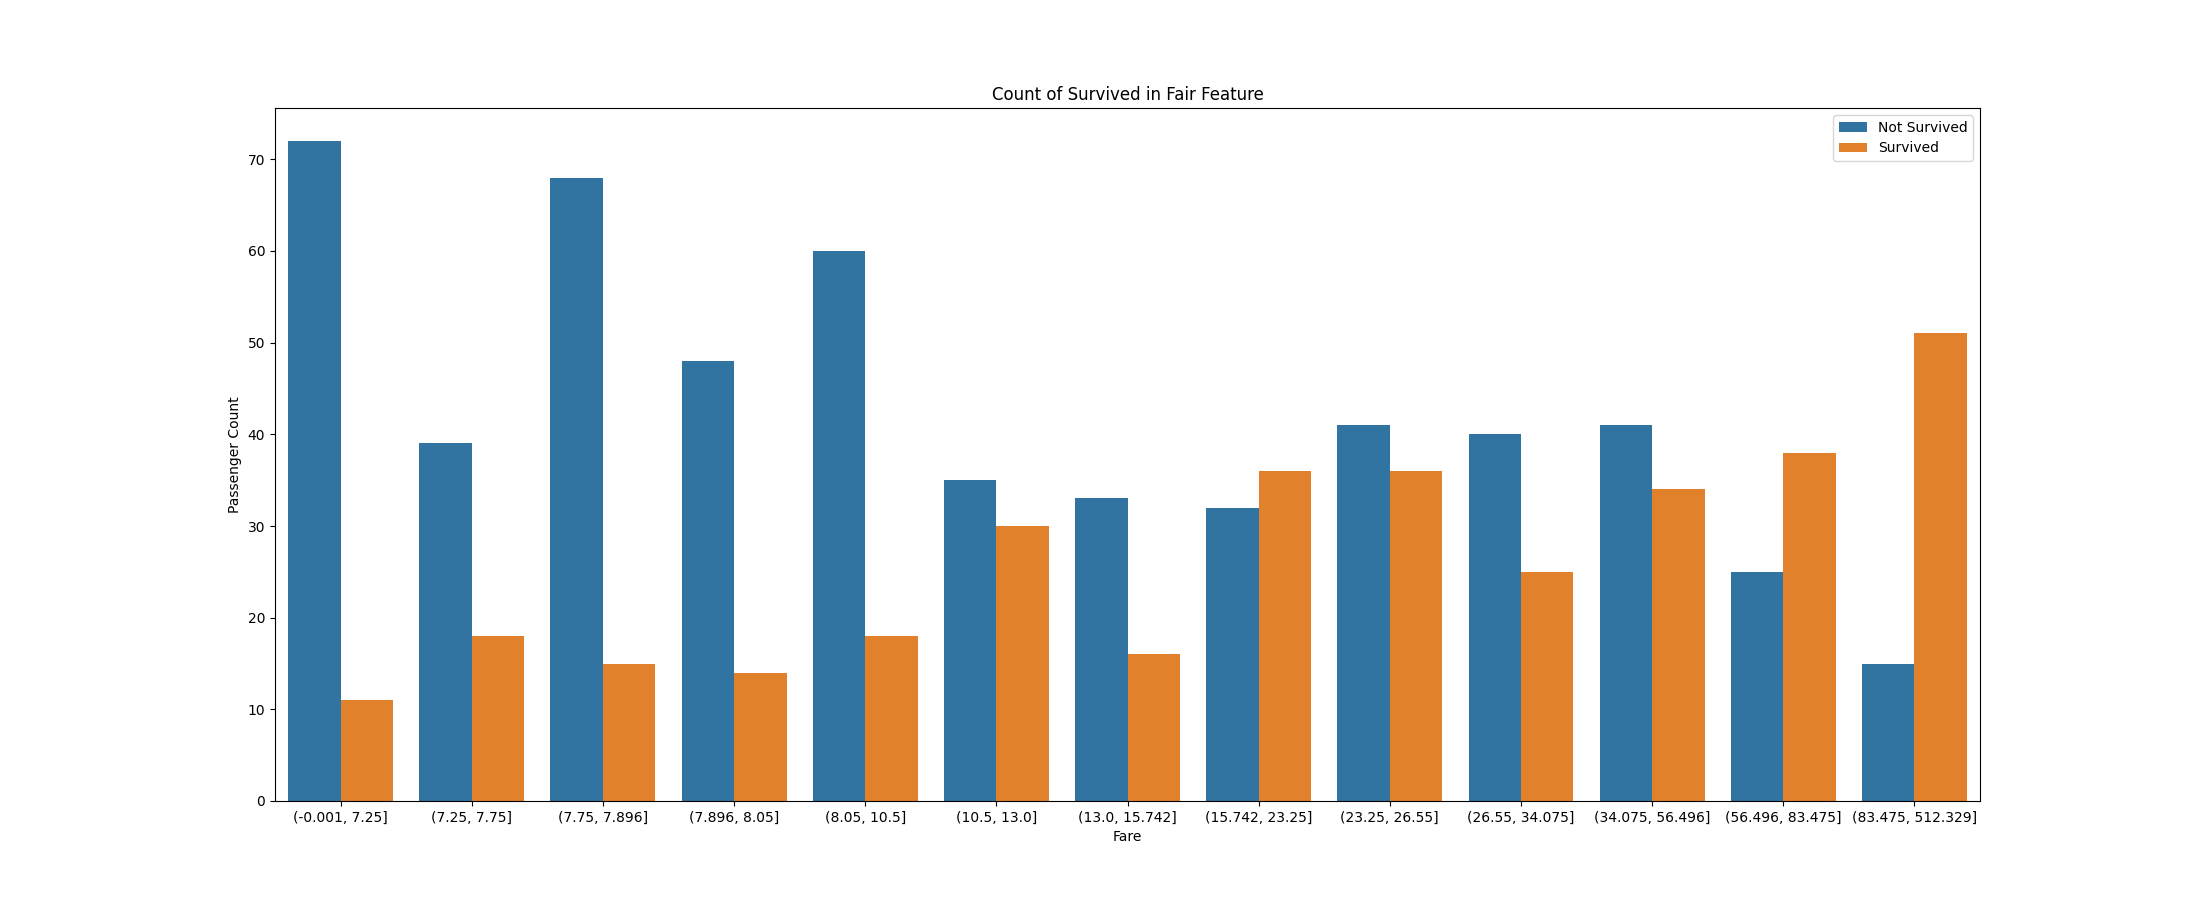 Count of Survived in Fair Feature
Not Survived
Survived
Passenger Count
70
60
50
40
30
20
10
0
(-0.001, 7.25] (7.25, 7.75] (7.75, 7.896] (7.896, 8.05] (8.05, 10.5] (10.5, 13.0] (13.0, 15.742] (15.742, 23.25] (23.25, 26.55] (26.55, 34.075] (34.075, 56.496] (56.496, 83.475] (83.475, 512.329]
Fare